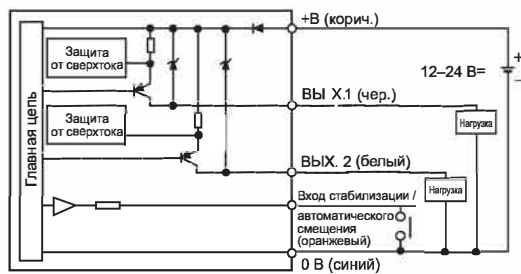 +В (корич.)
Защита
от сверхтока
12–24 В=
+
–
ВЫ Х.1 (чер.)
Защита
от сверхтока
Нагрузка
Главная цепь
ВЫХ. 2 (белый)
Нагрузка
Вход стабилизации /
автоматического
смещения
(оранжевый)
0 В (синий)